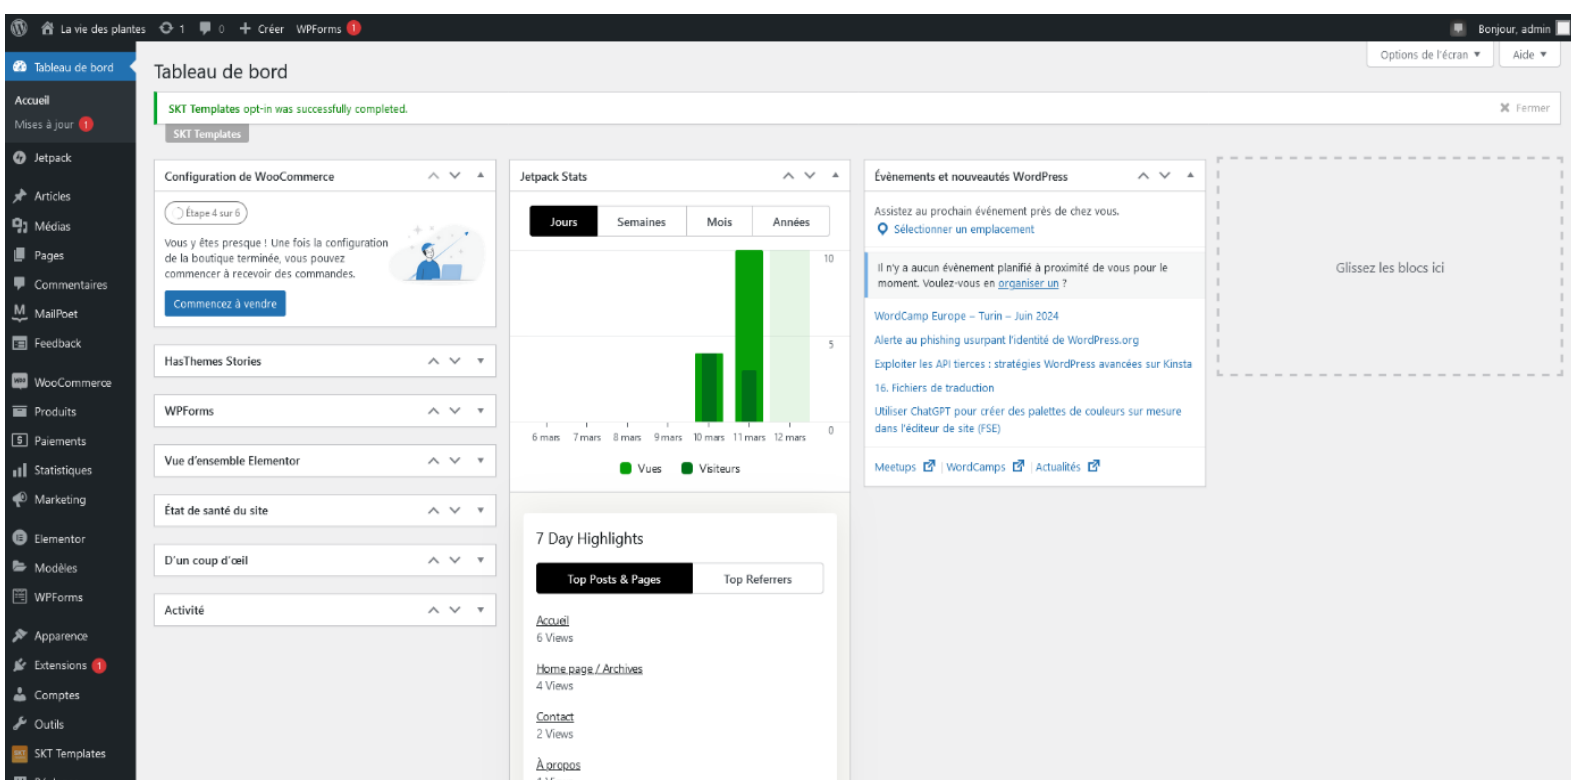 La vie des plantes 1 0 + Créer WPForms 1
Bonjour, admin
Tableau de bord
Accueil
Mises à jour 1
Jetpack
Articles
Médias
Pages
Commentaires
MailPoet
Feedback
WooCommerce
Produits
Paiements
Statistiques
Marketing
Elementor
Modèles
WPForms
Apparence
Extensions 1
Comptes
Outils
SKT Templates
Options de l'écran
Aide
Tableau de bord
SKT Templates opt-in was successfully completed.
Fermer
SKT Templates
Configuration de WooCommerce
Étape 4 sur 6
Vous y êtes presque ! Une fois la configuration
de la boutique terminée, vous pouvez
commencer à recevoir des commandes.
Commencez à vendre
HasThemes Stories
WPForms
Vue d'ensemble Elementor
État de santé du site
D'un coup d'œil
Activité
Jetpack Stats
Jours Semaines Mois Années
10
5
0
6 mars 7 mars 8 mars 9 mars 10 mars 11 mars 12 mars
Vues Visiteurs
7 Day Highlights
Top Posts & Pages Top Referrers
Accueil
6 Views
Home page / Archives
4 Views
Contact
2 Views
À propos
Évènements et nouveautés WordPress
Assistez au prochain événement près de chez vous.
Sélectionner un emplacement
Il n'y a aucun évènement planifié à proximité de vous pour le
moment. Voulez-vous en organiser un ?
WordCamp Europe – Turin – Juin 2024
Alerte au phishing usurpant l'identité de WordPress.org
Exploiter les API tierces : stratégies WordPress avancées sur Kinsta
16. Fichiers de traduction
Utiliser ChatGPT pour créer des palettes de couleurs sur mesure
dans l'éditeur de site (FSE)
Meetups | WordCamps | Actualités
Glissez les blocs ici